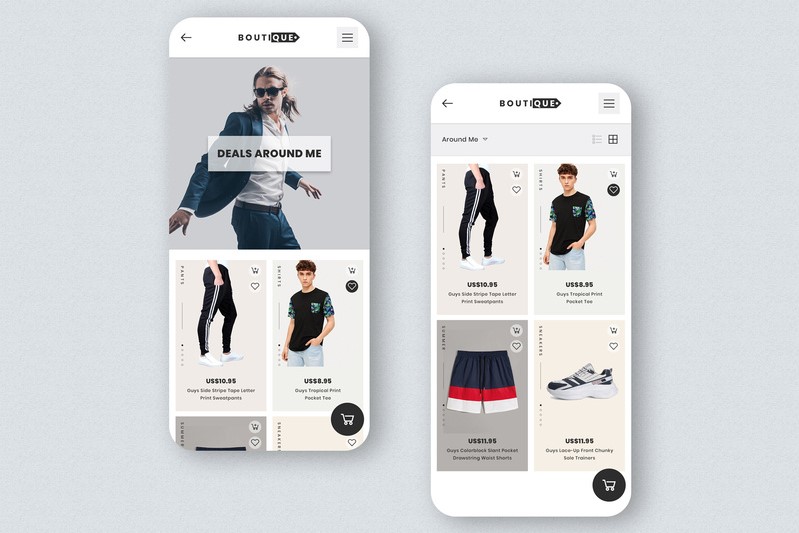 BOUTIQUE
DEALS AROUND ME
PANTS
US$10.95
Guys Side Stripe Tape Letter
Print Sweatpants
SHIRTS
US$8.95
Guys Tropical Print
Pocket Tee
SUMMER
SNEAKERS
BOUTIQUE
Around Me
PANTS
US$10.95
Guys Side Stripe Tape Letter
Print Sweatpants
SHIRTS
US$8.95
Guys Tropical Print
Pocket Tee
SUMMER
US$11.95
Guys Colorblock Slant Pocket
Drawstring Waist Shorts
SNEAKERS
US$11.95
Guys Lace-Up Front Chunky
Sole Trainers